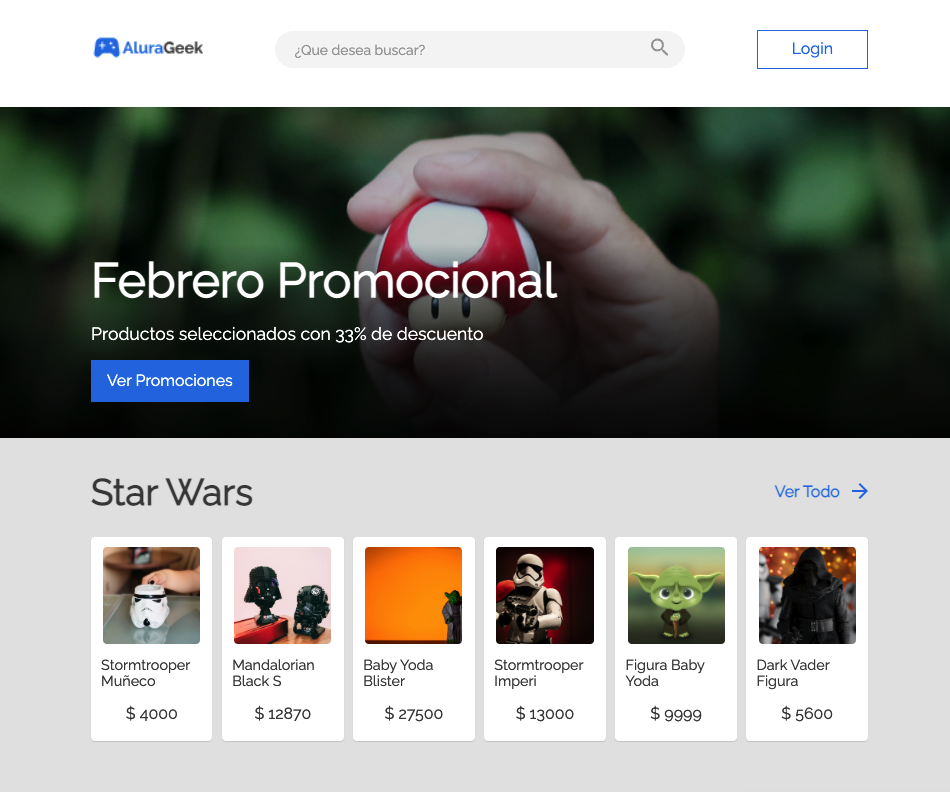 AluraGeek
¿Que desea buscar?
Login
Febrero Promocional
Productos seleccionados con 33% de descuento
Ver Promociones
Star Wars
Ver Todo
Stormtrooper
Muñeco
$ 4000
Mandalorian
Black S
$ 12870
Baby Yoda
Blister
$ 27500
Stormtrooper
Imperi
$ 13000
Figura Baby
Yoda
$ 9999
Dark Vader
Figura
$ 5600